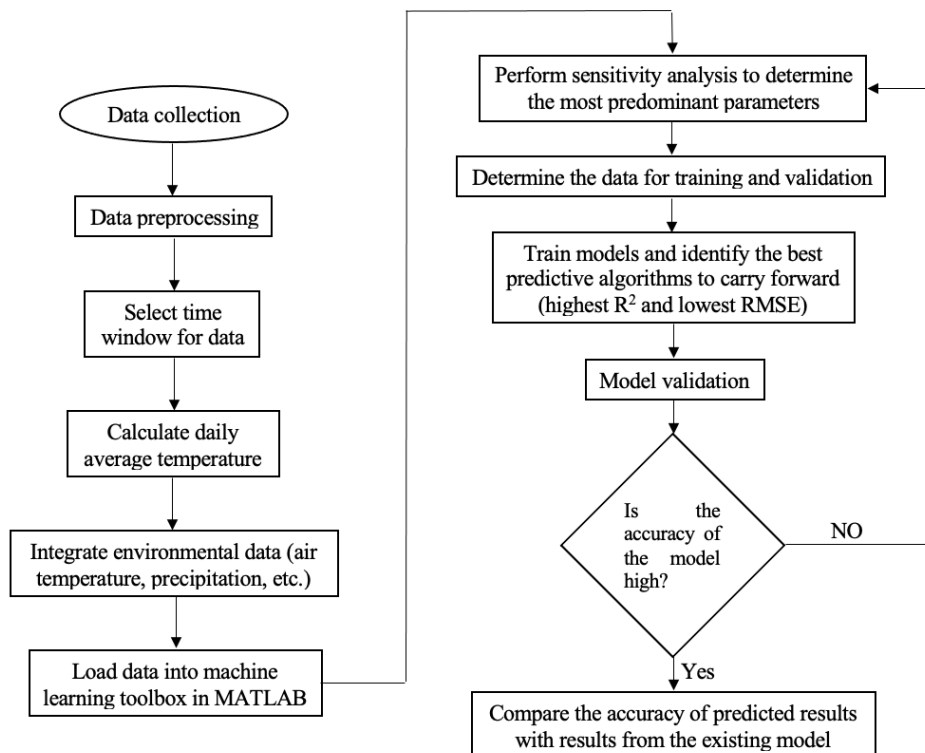 Data collection
Data preprocessing
Select time
window for data
Calculate daily
average temperature
Integrate environmental data (air
temperature, precipitation, etc.)
Load data into machine
learning toolbox in MATLAB
Perform sensitivity analysis to determine
the most predominant parameters
Determine the data for training and validation
Train models and identify the best
predictive algorithms to carry forward
(highest R² and lowest RMSE)
Model validation
Is the
accuracy of
the model
high?
NO
Yes
Compare the accuracy of predicted results
with results from the existing model